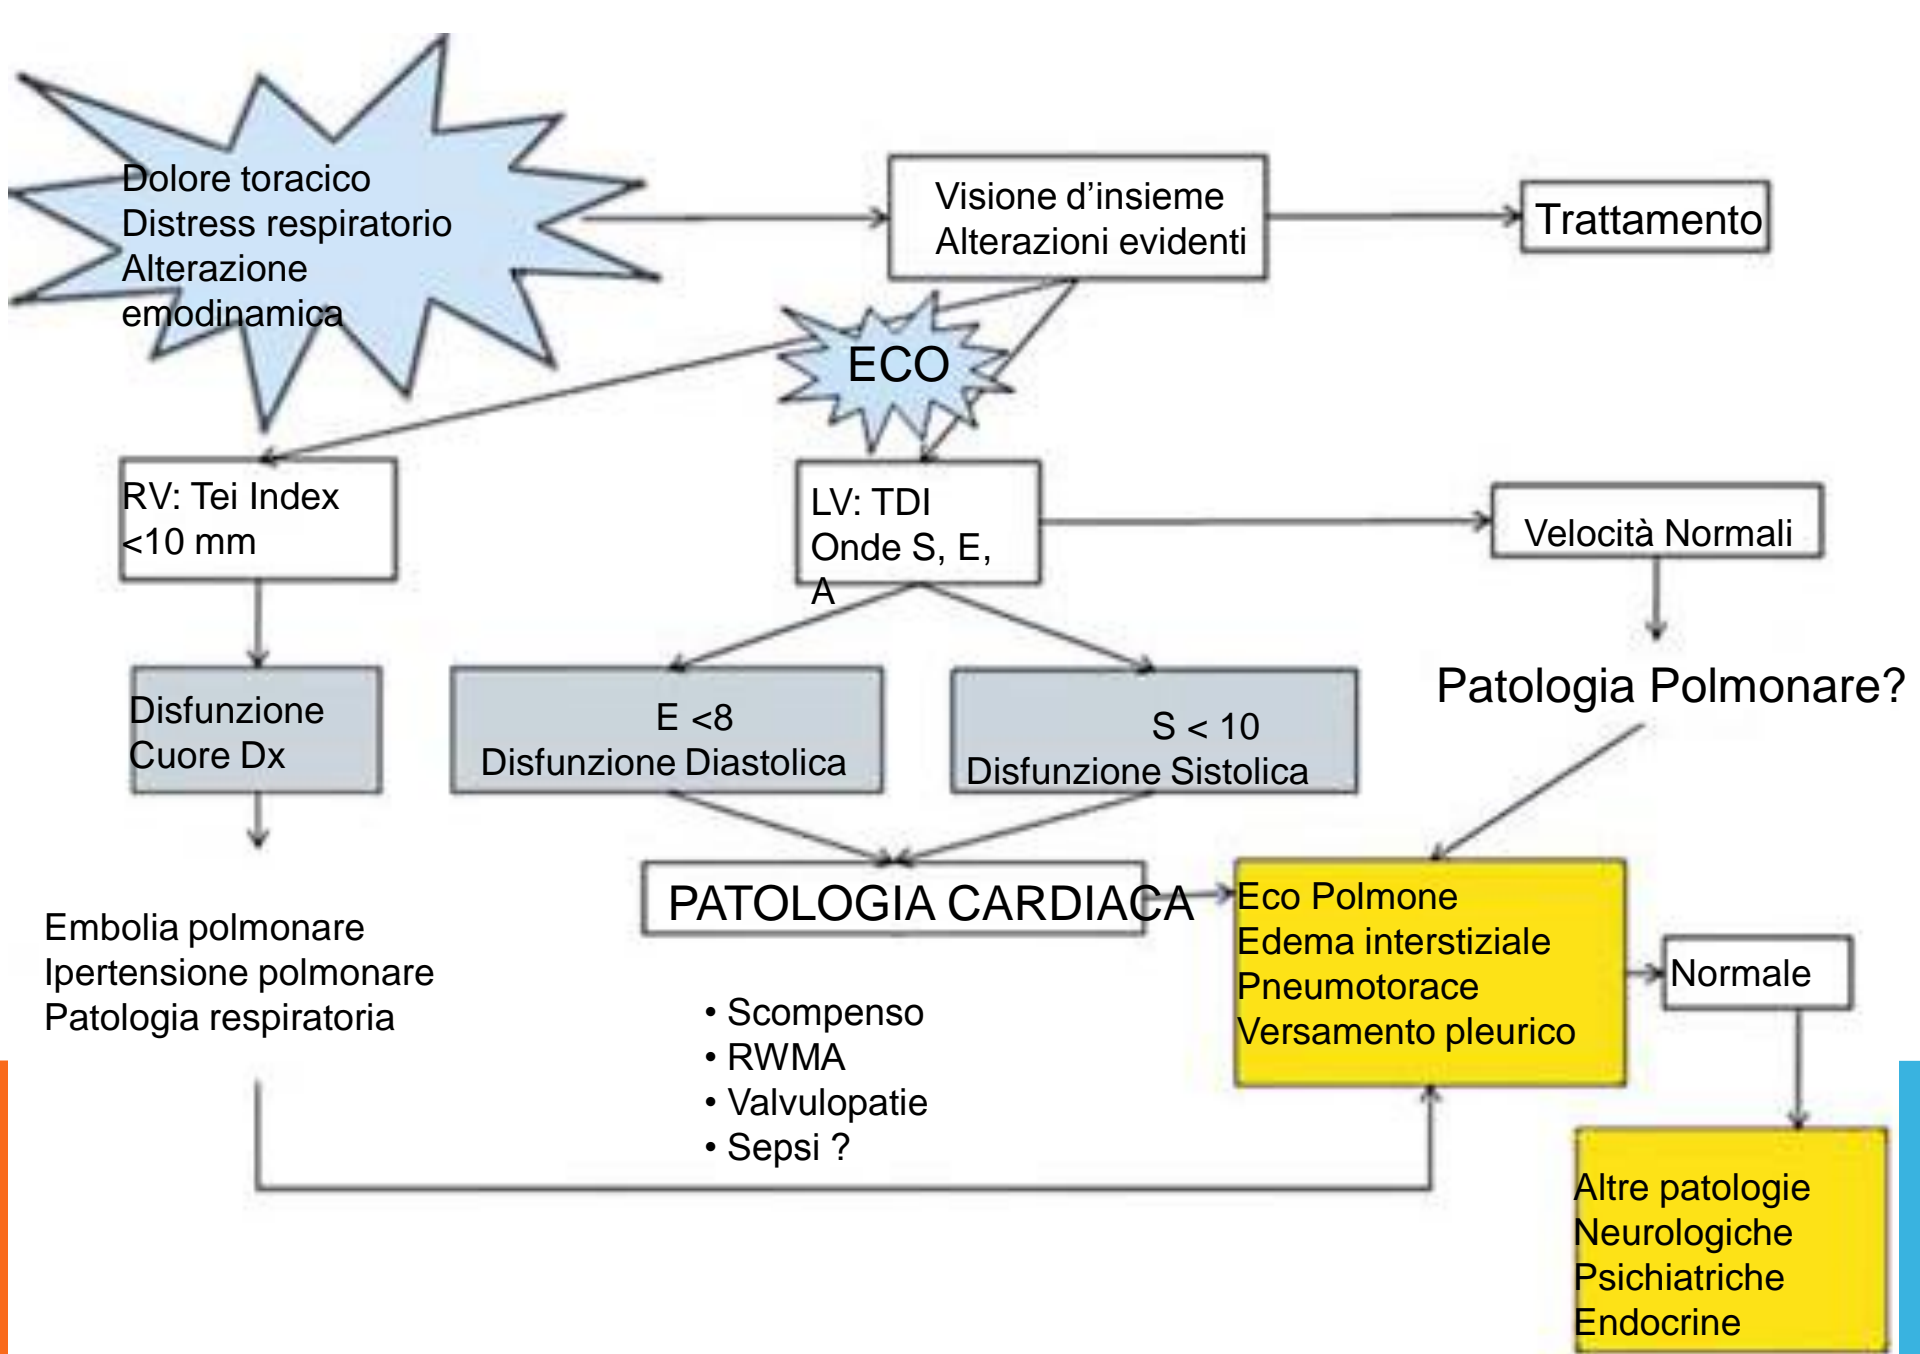 Dolore toracico
Distress respiratorio
Alterazione
emodinamica
Visione d’insieme
Alterazioni evidenti
Trattamento
ECO
RV: Tei Index
<10 mm
LV: TDI
Onde S, E,
A
Velocità Normali
Disfunzione
Cuore Dx
E <8
Disfunzione Diastolica
S < 10
Disfunzione Sistolica
Patologia Polmonare?
Embolia polmonare
Ipertensione polmonare
Patologia respiratoria
PATOLOGIA CARDIACA
• Scompenso
• RWMA
• Valvulopatie
• Sepsi ?
Eco Polmone
Edema interstiziale
Pneumotorace
Versamento pleurico
Normale
Altre patologie
Neurologiche
Psichiatriche
Endocrine